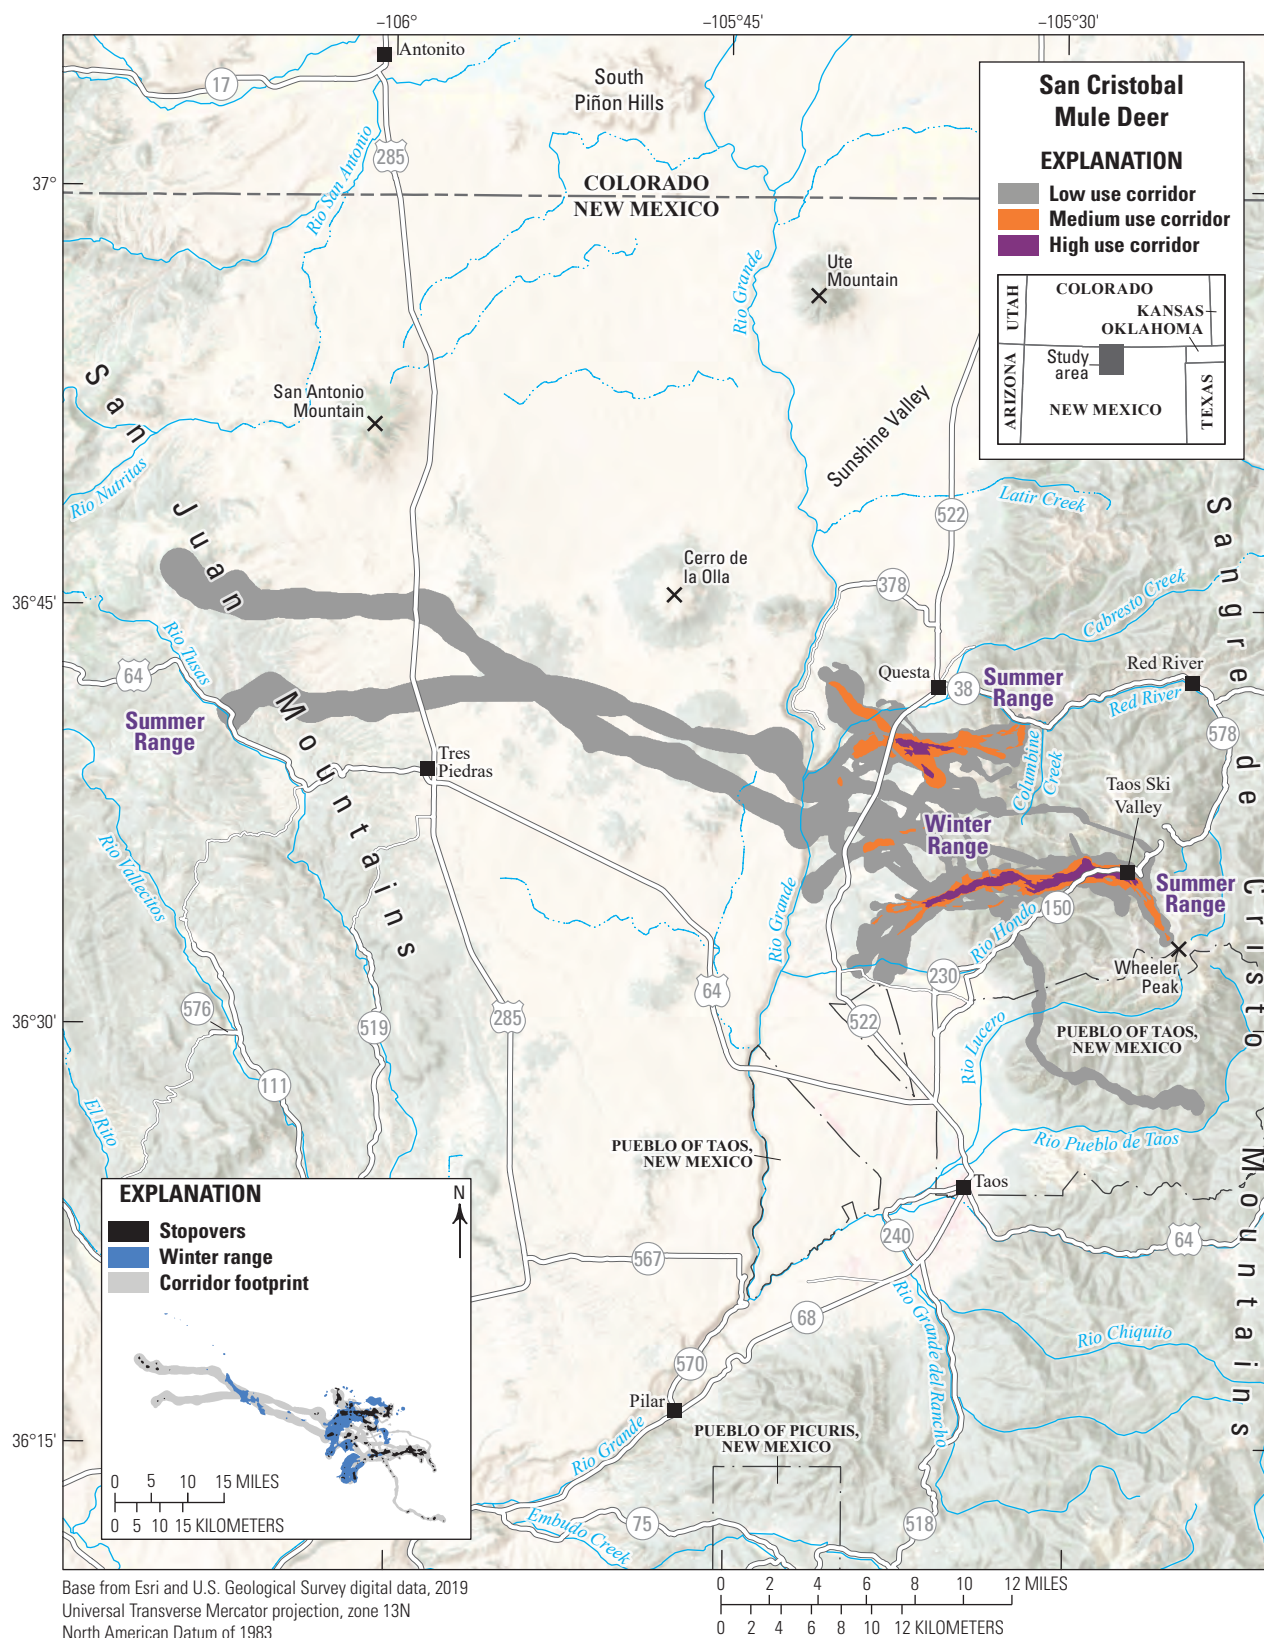 −106°
−105°45'
−105°30'
Antonito
17
South
Piñon Hills
285
Rio San Antonio
37°
COLORADO
NEW MEXICO
San Cristobal
Mule Deer
EXPLANATION
Low use corridor
Medium use corridor
High use corridor
UTAH
COLORADO
KANSAS
OKLAHOMA
Study
area
ARIZONA
NEW MEXICO
TEXAS
Rio Grande
Ute
Mountain
San Antonio
Mountain
San Juan Mountains
Rio Nutritas
Sunshine Valley
522
Latir Creek
Sangre de Cristo Mountains
Cerro de
la Olla
378
Cabresto Creek
36°45'
Rio Tusas
64
Summer
Range
Questa
38
Summer
Range
Red River
Red River
578
Columbine
Creek
Tres
Piedras
Taos Ski
Valley
Winter
Range
Summer
Range
Rio Vallecitos
Rio Grande
150
Rio Hondo
Wheeler
Peak
230
64
576
519
285
522
36°30'
Rio Lucero
PUEBLO OF TAOS,
NEW MEXICO
111
El Rito
PUEBLO OF TAOS,
NEW MEXICO
Rio Pueblo de Taos
Taos
240
64
567
EXPLANATION
N
Stopovers
Winter range
Corridor footprint
0 5 10 15 MILES
0 5 10 15 KILOMETERS
68
Rio Grande del Rancho
Rio Chiquito
570
Pilar
36°15'
Rio Grande
PUEBLO OF PICURIS,
NEW MEXICO
Embudo Creek
75
518
Base from Esri and U.S. Geological Survey digital data, 2019
Universal Transverse Mercator projection, zone 13N
North American Datum of 1983
0 2 4 6 8 10 12 MILES
0 2 4 6 8 10 12 KILOMETERS